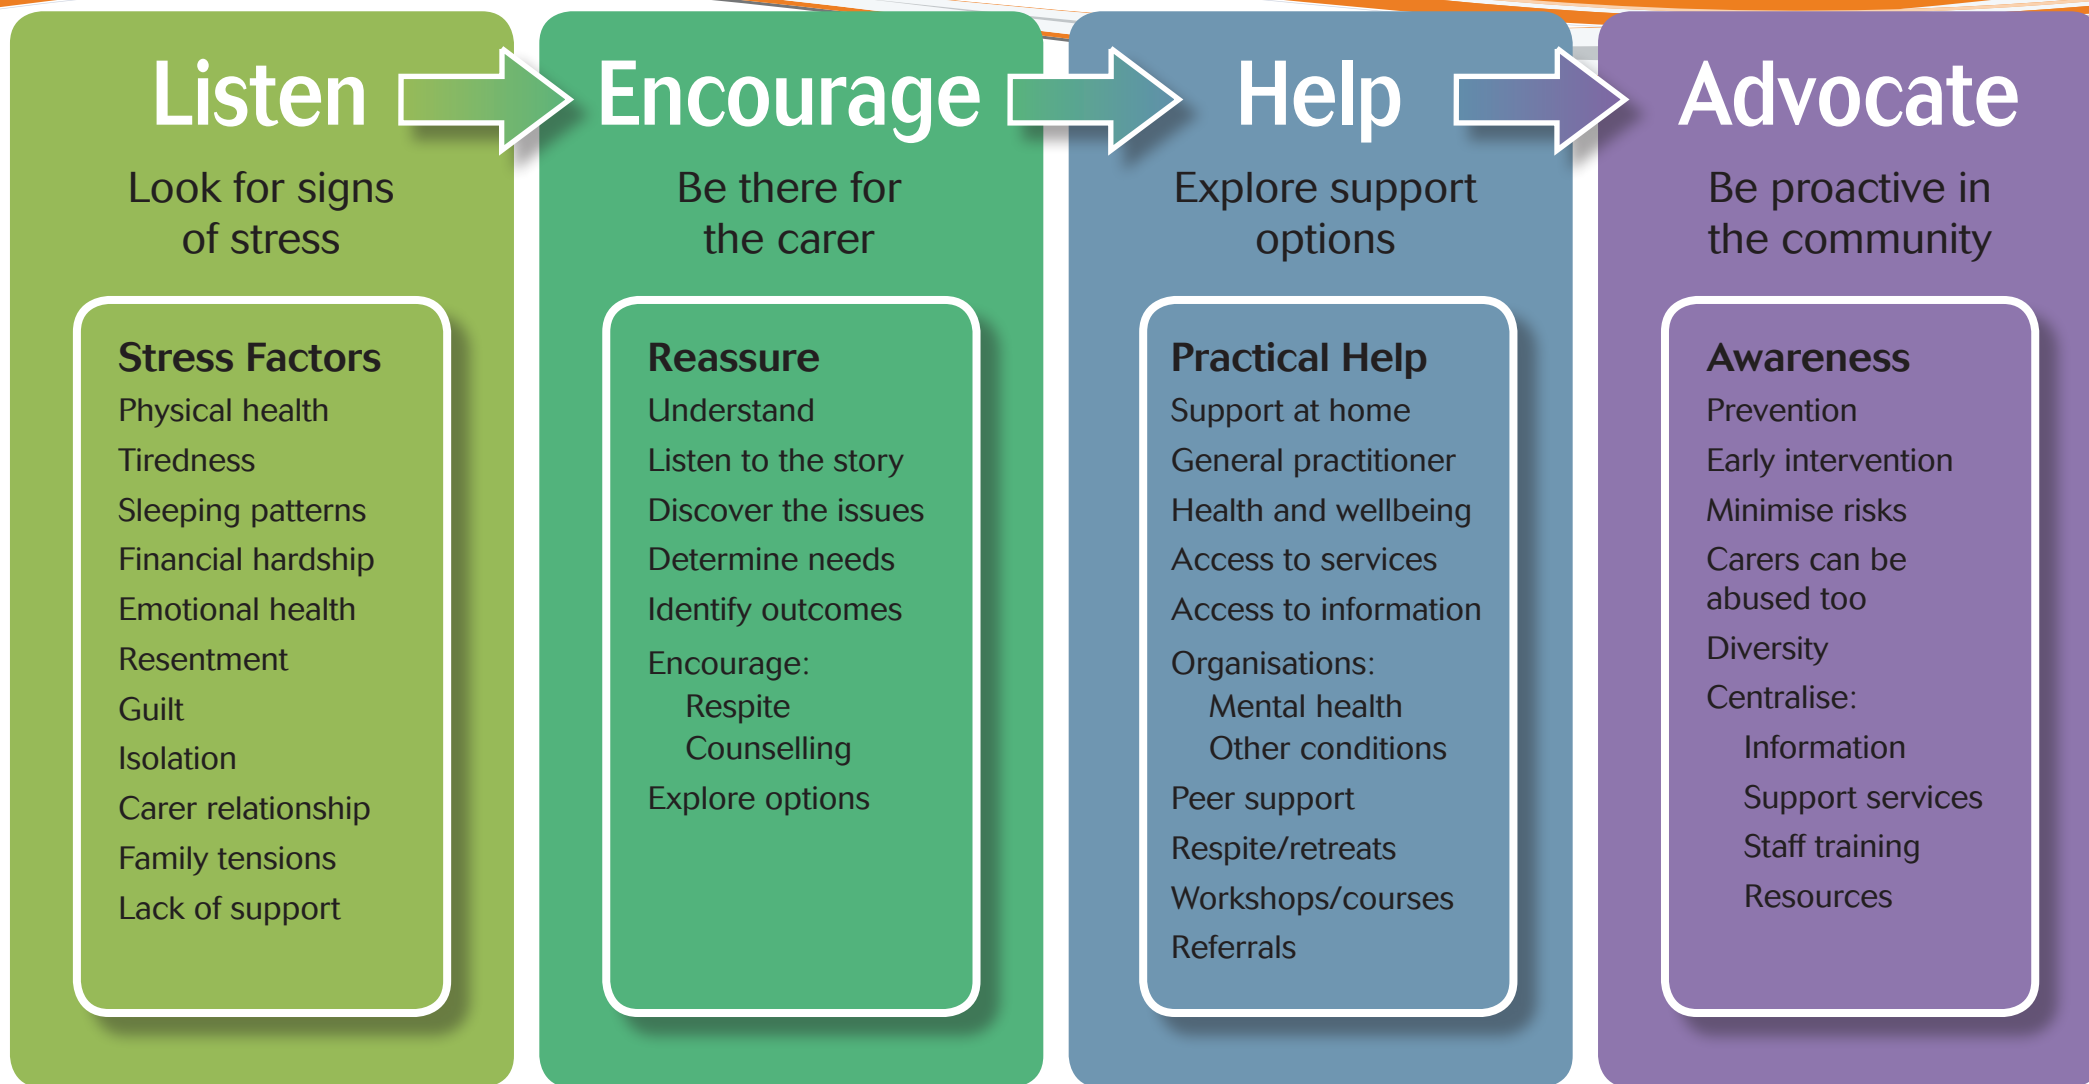 Listen
Look for signs
of stress
Stress Factors
Physical health
Tiredness
Sleeping patterns
Financial hardship
Emotional health
Resentment
Guilt
Isolation
Carer relationship
Family tensions
Lack of support
Encourage
Be there for
the carer
Reassure
Understand
Listen to the story
Discover the issues
Determine needs
Identify outcomes
Encourage:
Respite
Counselling
Explore options
Help
Explore support
options
Practical Help
Support at home
General practitioner
Health and wellbeing
Access to services
Access to information
Organisations:
Mental health
Other conditions
Peer support
Respite/retreats
Workshops/courses
Referrals
Advocate
Be proactive in
the community
Awareness
Prevention
Early intervention
Minimise risks
Carers can be
abused too
Diversity
Centralise:
Information
Support services
Staff training
Resources